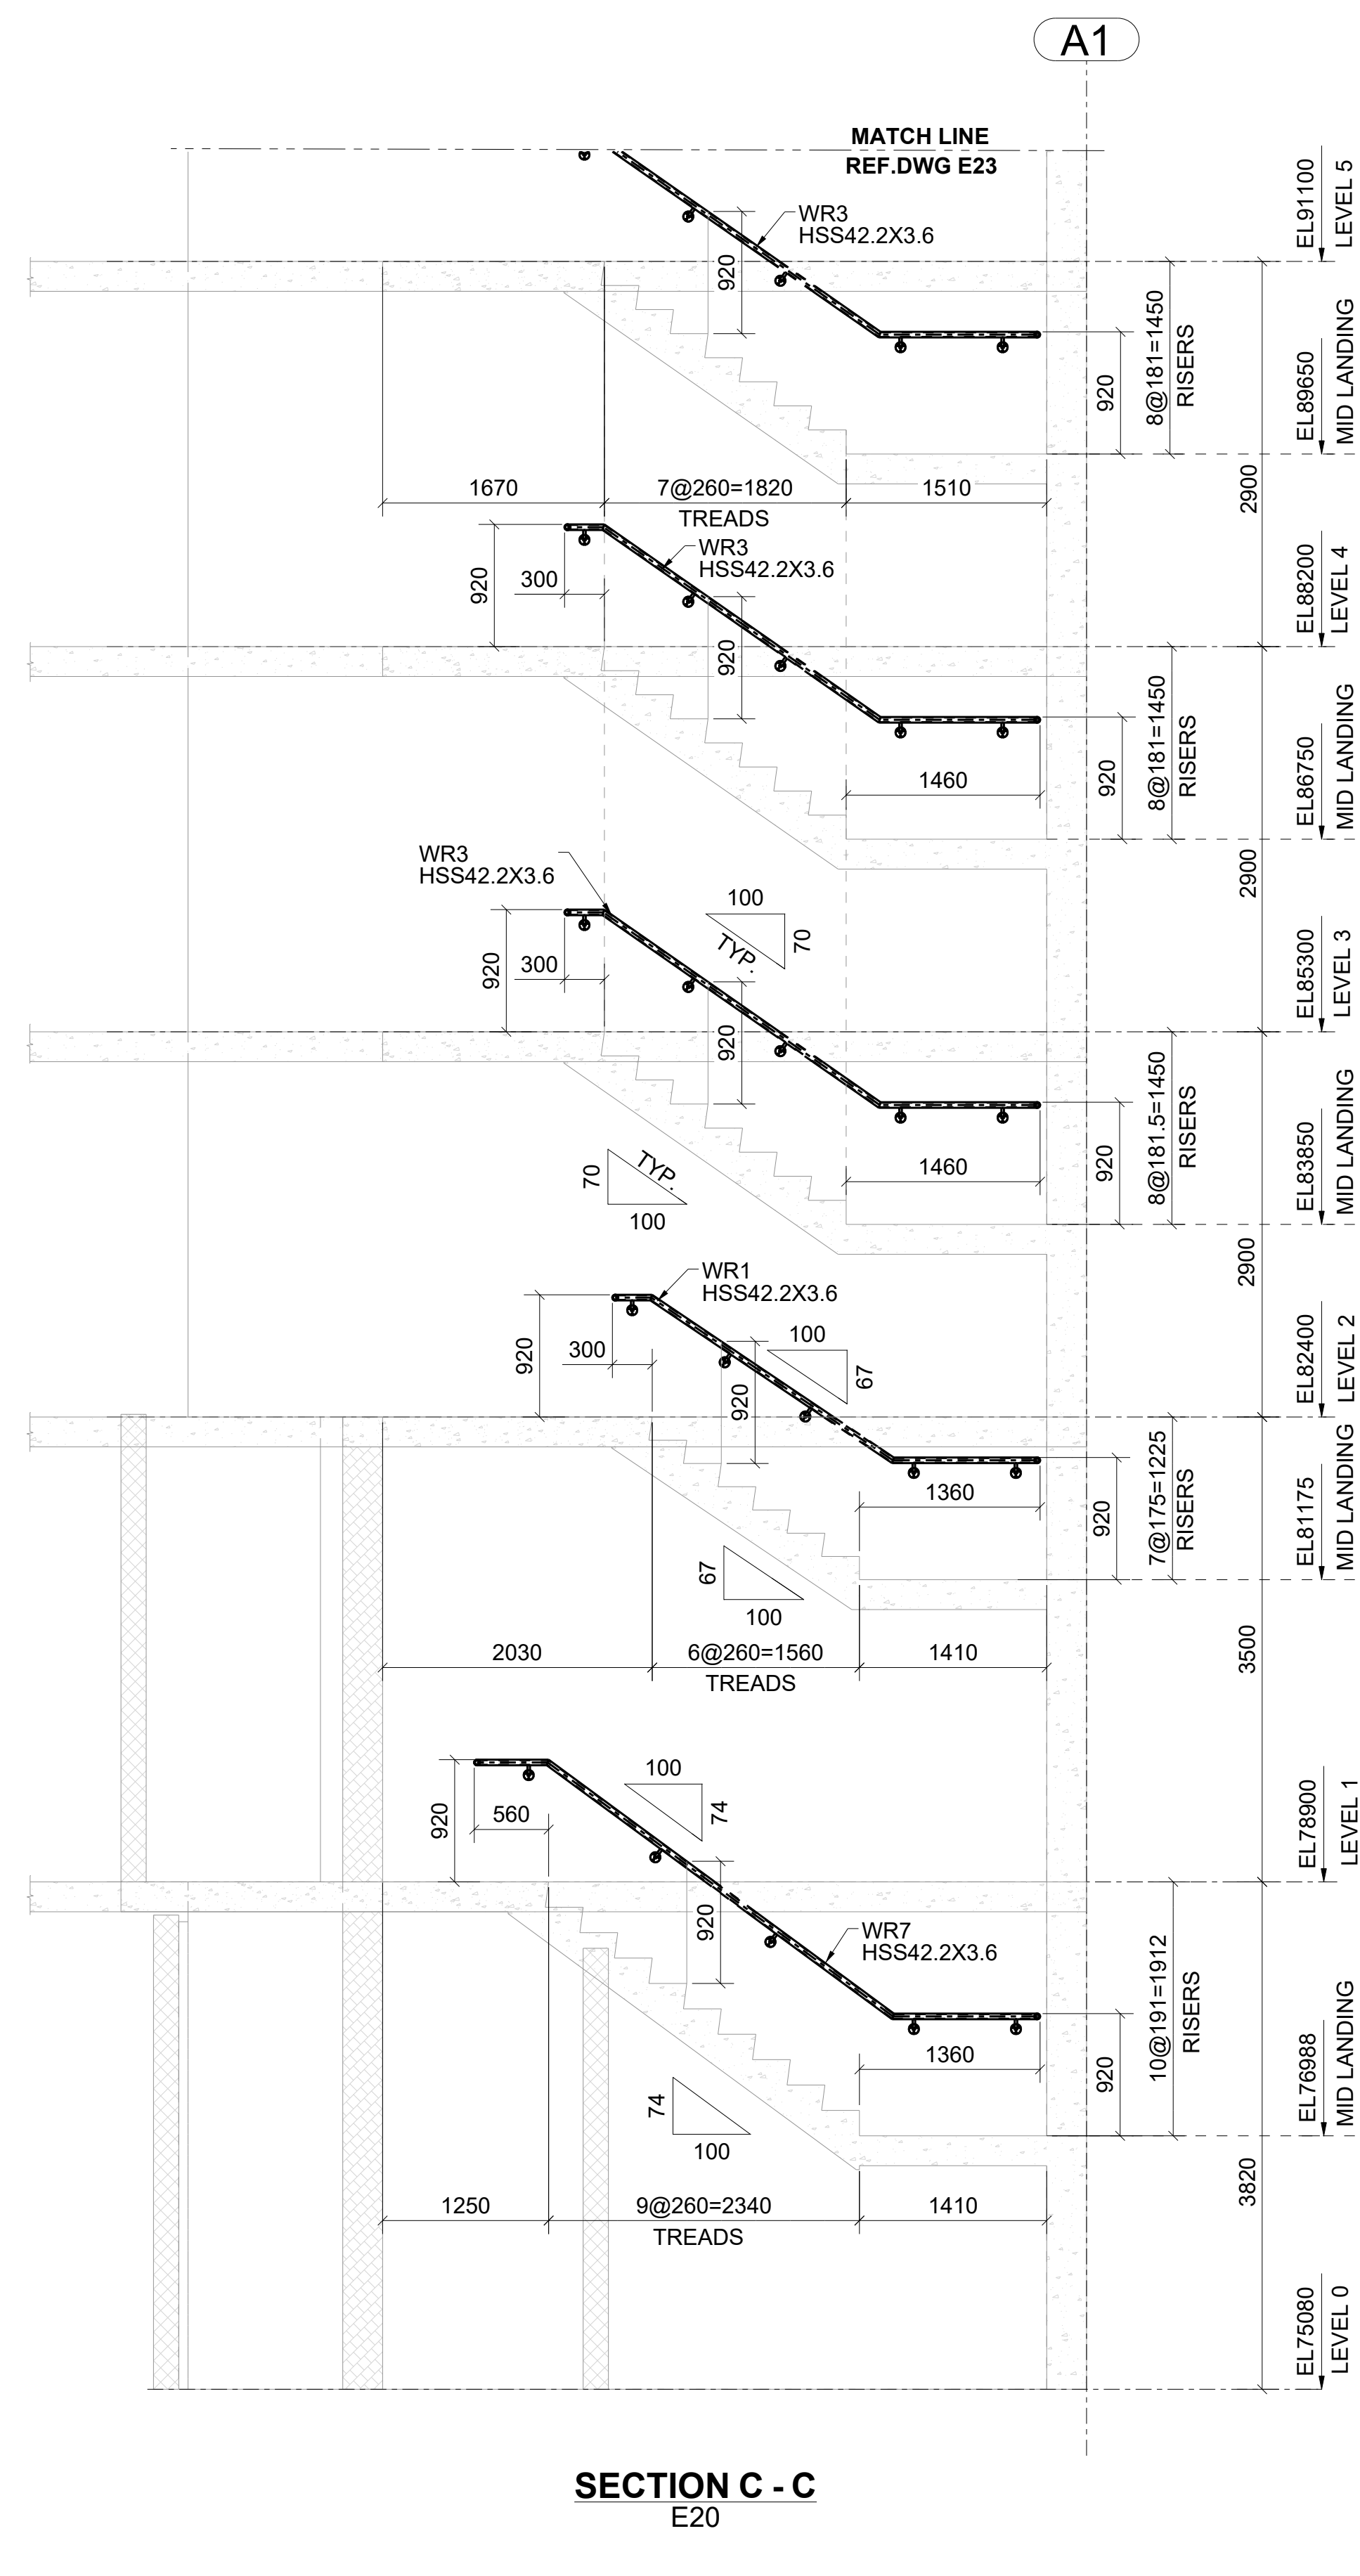 A1
MATCH LINE
REF.DWG E23
WR3
HSS42.2X3.6
920
920
8@181=1450
RISERS
EL91100
LEVEL 5
EL89650
MID LANDING
2900
1670
7@260=1820
TREADS
1510
WR3
HSS42.2X3.6
920
300
920
1460
920
8@181=1450
RISERS
EL88200
LEVEL 4
EL86750
MID LANDING
2900
WR3
HSS42.2X3.6
100
70
TYP.
920
300
920
1460
920
8@181.5=1450
RISERS
EL85300
LEVEL 3
EL83850
MID LANDING
2900
70
TYP.
100
WR1
HSS42.2X3.6
100
67
920
300
920
1360
920
7@175=1225
RISERS
EL82400
LEVEL 2
EL81175
MID LANDING
67
100
3500
2030
6@260=1560
TREADS
1410
100
74
920
560
920
WR7
HSS42.2X3.6
1360
920
10@191=1912
RISERS
EL78900
LEVEL 1
EL76988
MID LANDING
74
100
3820
1250
9@260=2340
TREADS
1410
EL75080
LEVEL 0
SECTION C - C
E20